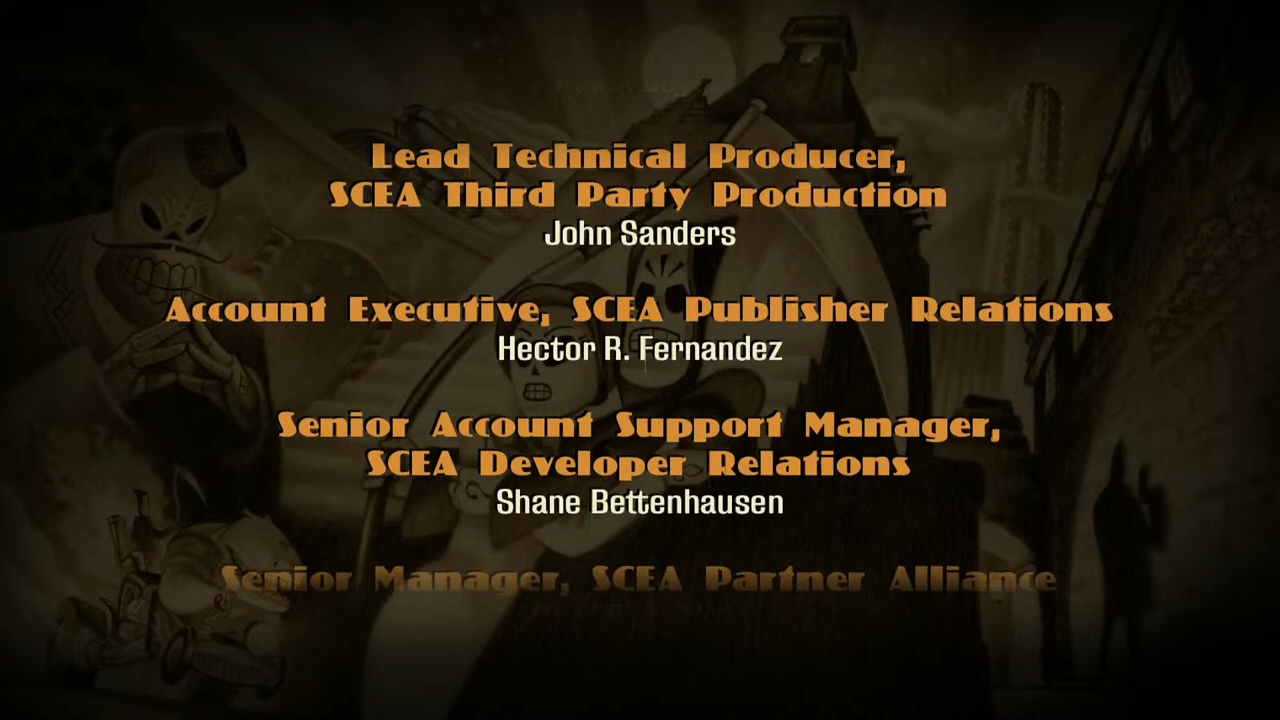 Lead Technical Producer,
SCEA Third Party Production
John Sanders
Account Executive, SCEA Publisher Relations
Hector R. Fernandez
Senior Account Support Manager,
SCEA Developer Relations
Shane Bettenhausen
Senior Manager, SCEA Partner Alliance